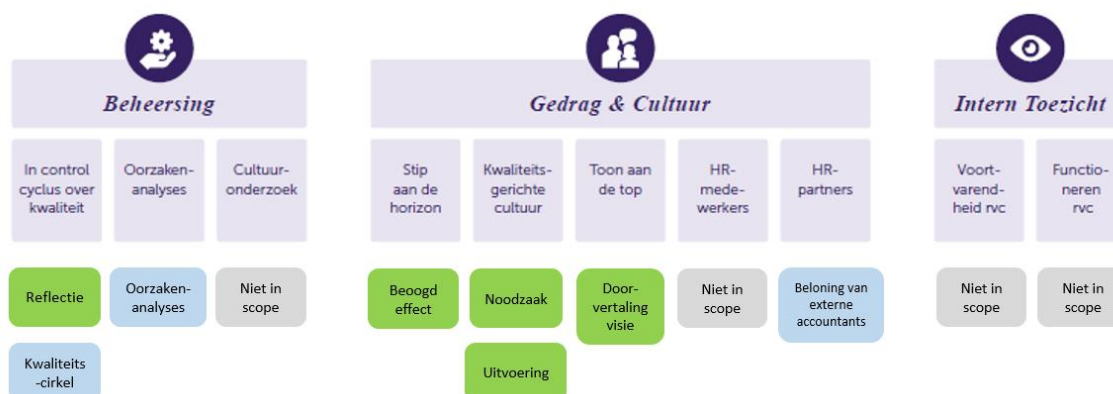 Beheersing
In control
cyclus over
kwaliteit
Oorzaken-
analyses
Cultuur-
onderzoek
Reflectie
Oorzaken-
analyses
Niet in
scope
Kwaliteits
-cirkel
Gedrag & Cultuur
Stip
aan de
horizon
Kwaliteits-
gerichte
cultuur
Toon aan
de top
HR-
mede-
werkers
HR-
partners
Beoogd
effect
Noodzaak
Door-
vertaling
visie
Niet in
scope
Beloning van
externe
accountants
Uitvoering
Intern Toezicht
Voort-
varend-
heid rvc
Functio-
neren
rvc
Niet in
scope
Niet in
scope